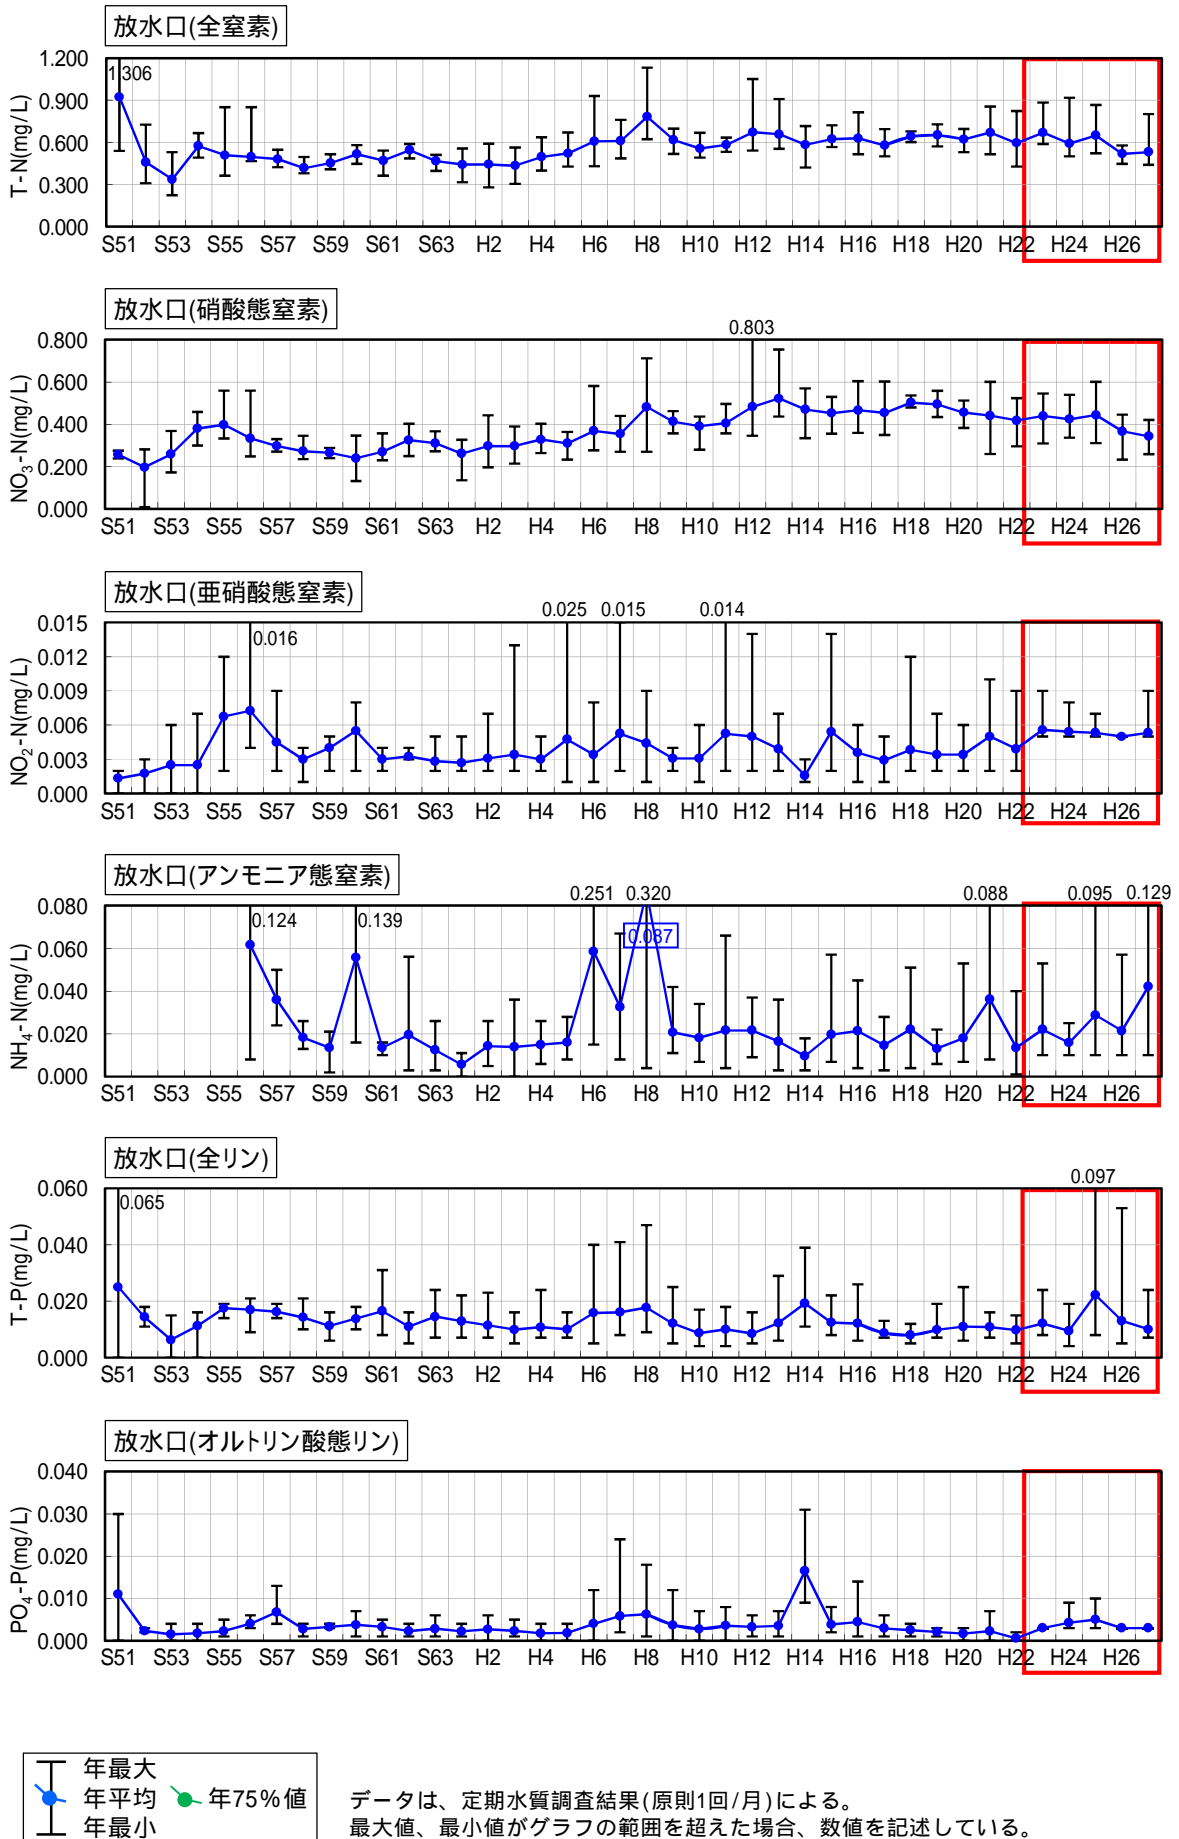 放水口(全窒素)
T-N(mg/L)
1.200
0.900
0.600
0.300
0.000
1.306
S51 S53 S55 S57 S59 S61 S63 H2 H4 H6 H8 H10 H12 H14 H16 H18 H20 H22 H24 H26
放水口(硝酸態窒素)
NO₃-N(mg/L)
0.800
0.600
0.400
0.200
0.000
0.803
S51 S53 S55 S57 S59 S61 S63 H2 H4 H6 H8 H10 H12 H14 H16 H18 H20 H22 H24 H26
放水口(亜硝酸態窒素)
NO₂-N(mg/L)
0.015
0.012
0.009
0.006
0.003
0.000
0.016
0.025 0.015 0.014
S51 S53 S55 S57 S59 S61 S63 H2 H4 H6 H8 H10 H12 H14 H16 H18 H20 H22 H24 H26
放水口(アンモニア態窒素)
NH₄-N(mg/L)
0.080
0.060
0.040
0.020
0.000
0.251 0.320 0.088 0.095 0.129
0.124 0.139
0.087
S51 S53 S55 S57 S59 S61 S63 H2 H4 H6 H8 H10 H12 H14 H16 H18 H20 H22 H24 H26
放水口(全リン)
T-P(mg/L)
0.060
0.040
0.020
0.000
0.065
0.097
S51 S53 S55 S57 S59 S61 S63 H2 H4 H6 H8 H10 H12 H14 H16 H18 H20 H22 H24 H26
放水口(オルトリン酸態リン)
PO₄-P(mg/L)
0.040
0.030
0.020
0.010
0.000
S51 S53 S55 S57 S59 S61 S63 H2 H4 H6 H8 H10 H12 H14 H16 H18 H20 H22 H24 H26
年最大
年平均 年75%値
年最小
データは、定期水質調査結果(原則1回/月)による。
最大値、最小値がグラフの範囲を超えた場合、数値を記述している。